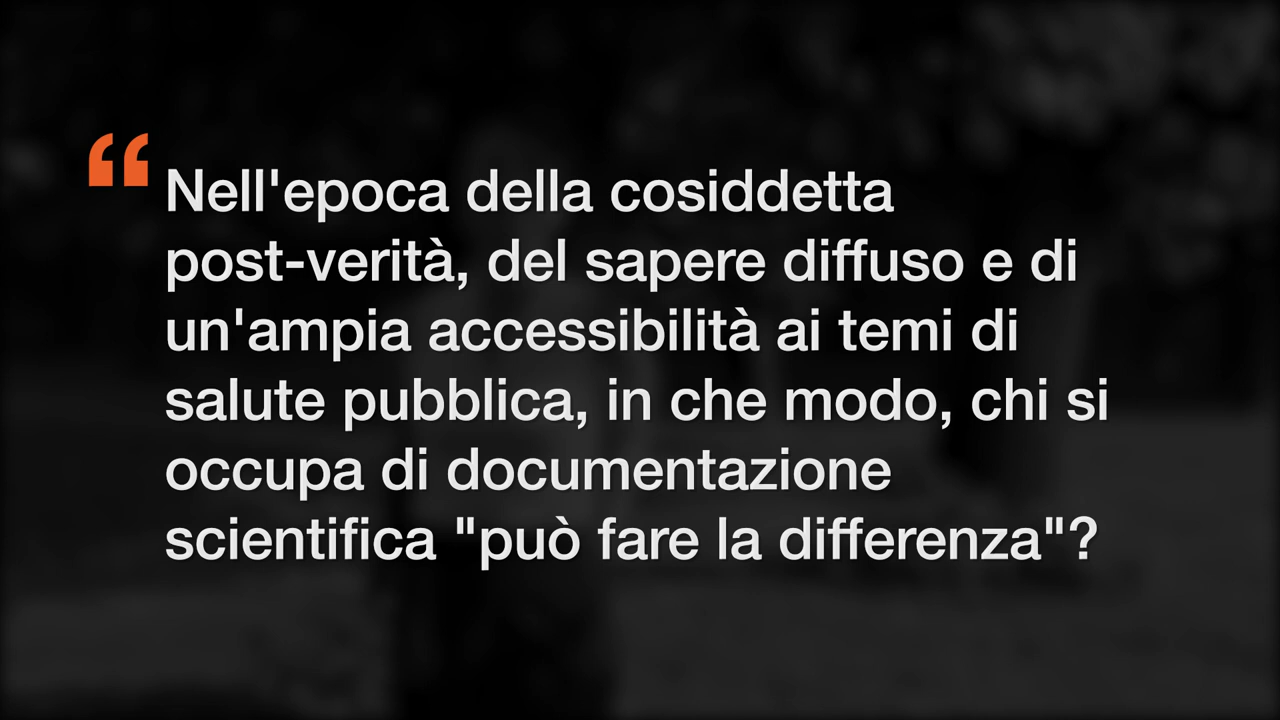 “Nell'epoca della cosiddetta
post-verità, del sapere diffuso e di
un'ampia accessibilità ai temi di
salute pubblica, in che modo, chi si
occupa di documentazione
scientifica "può fare la differenza"?